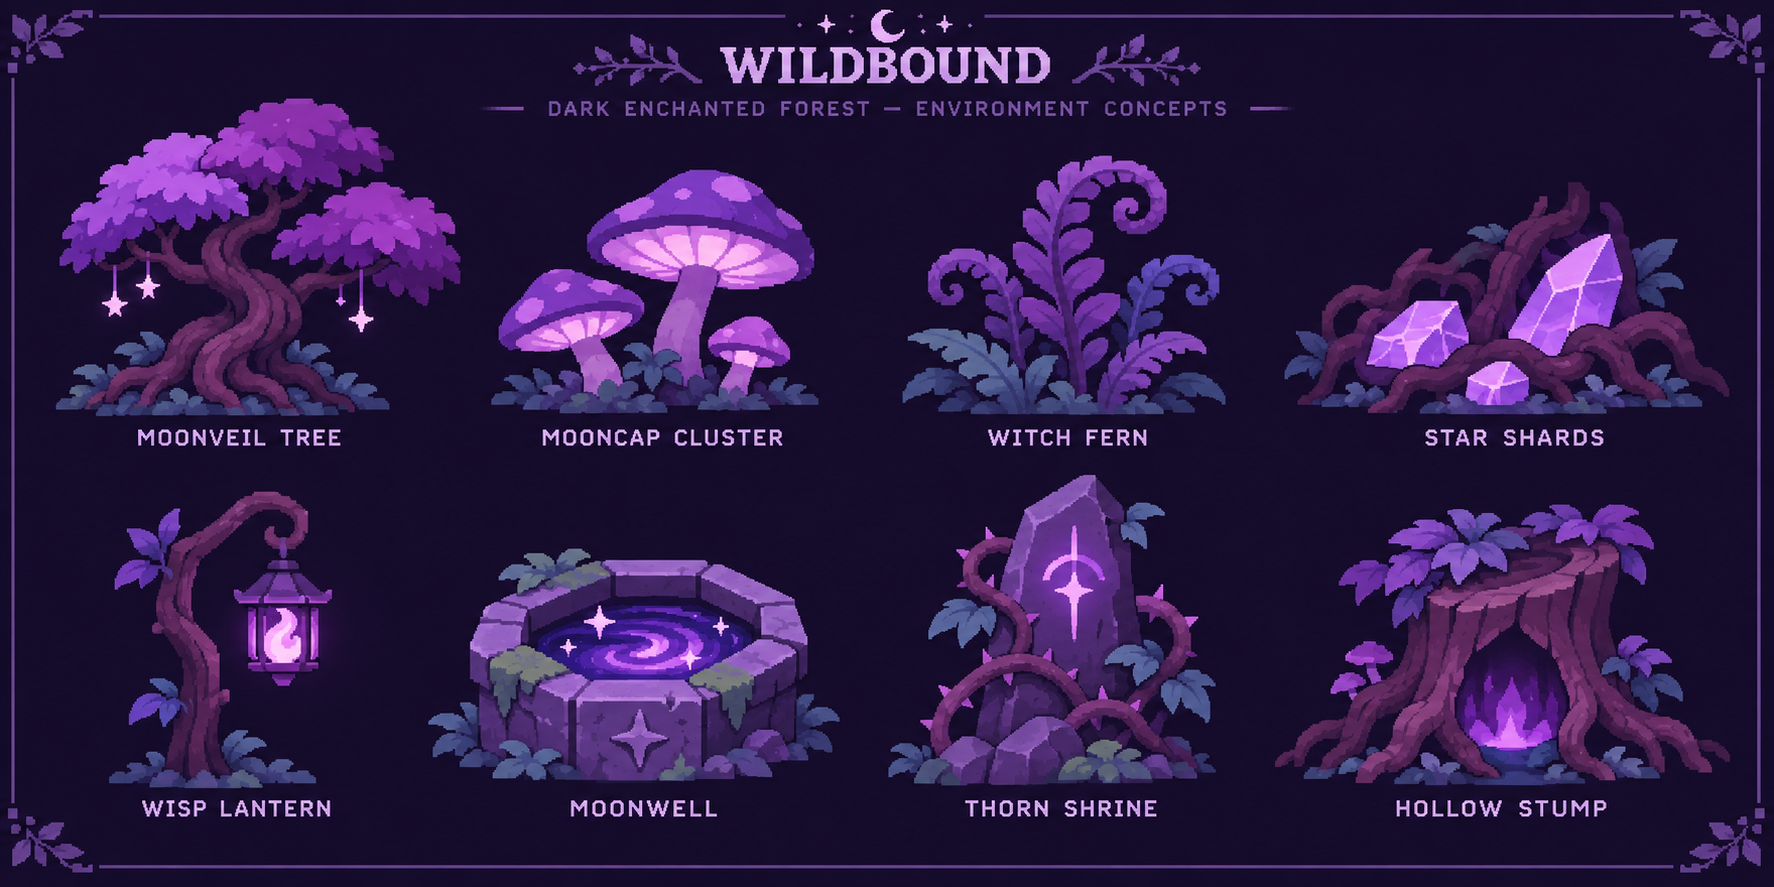 WILDBOUND
DARK ENCHANTED FOREST — ENVIRONMENT CONCEPTS
MOONVEIL TREE
MOONCAP CLUSTER
WITCH FERN
STAR SHARDS
WISP LANTERN
MOONWELL
THORN SHRINE
HOLLOW STUMP